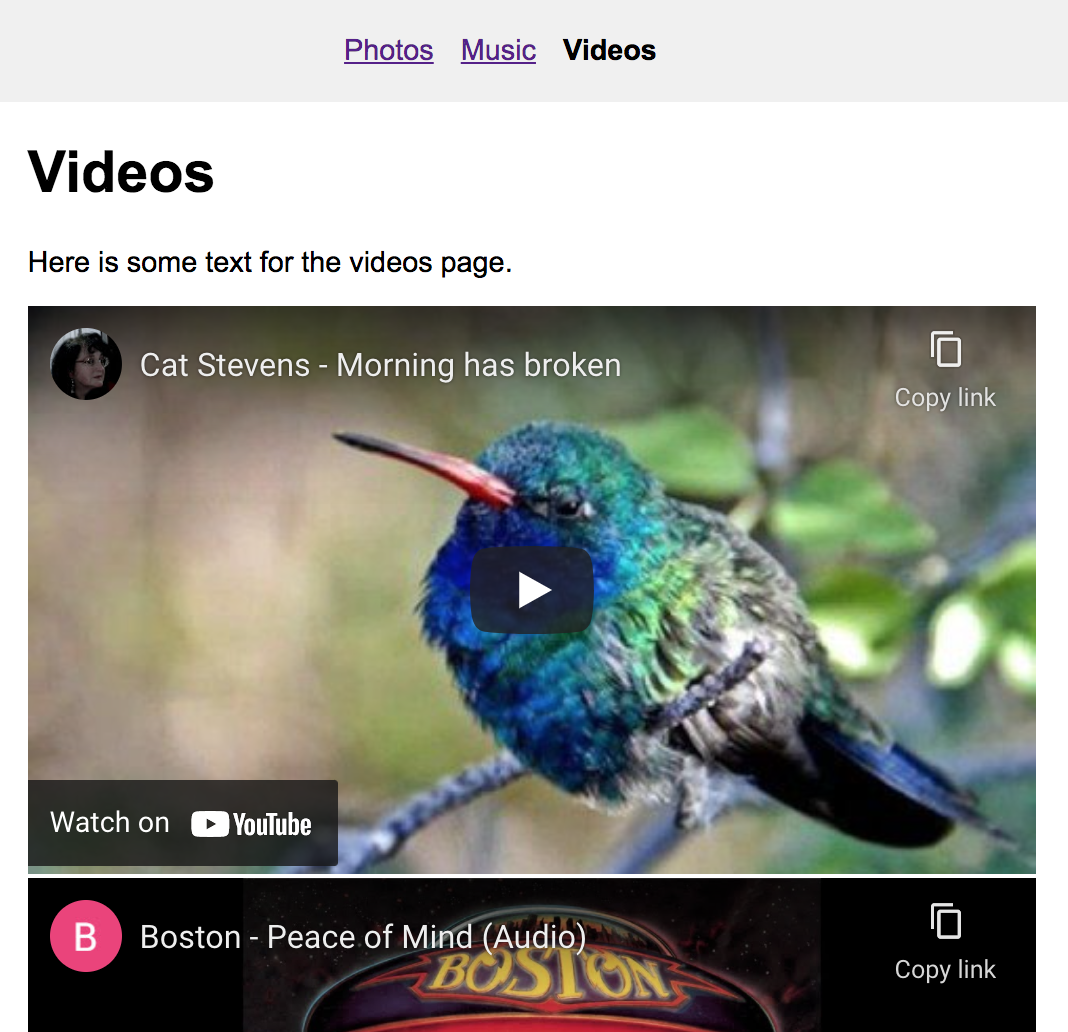 Photos Music Videos
Videos
Here is some text for the videos page.
Cat Stevens - Morning has broken
Copy link
Watch on YouTube
B
Boston - Peace of Mind (Audio)
Copy link
BOSTON